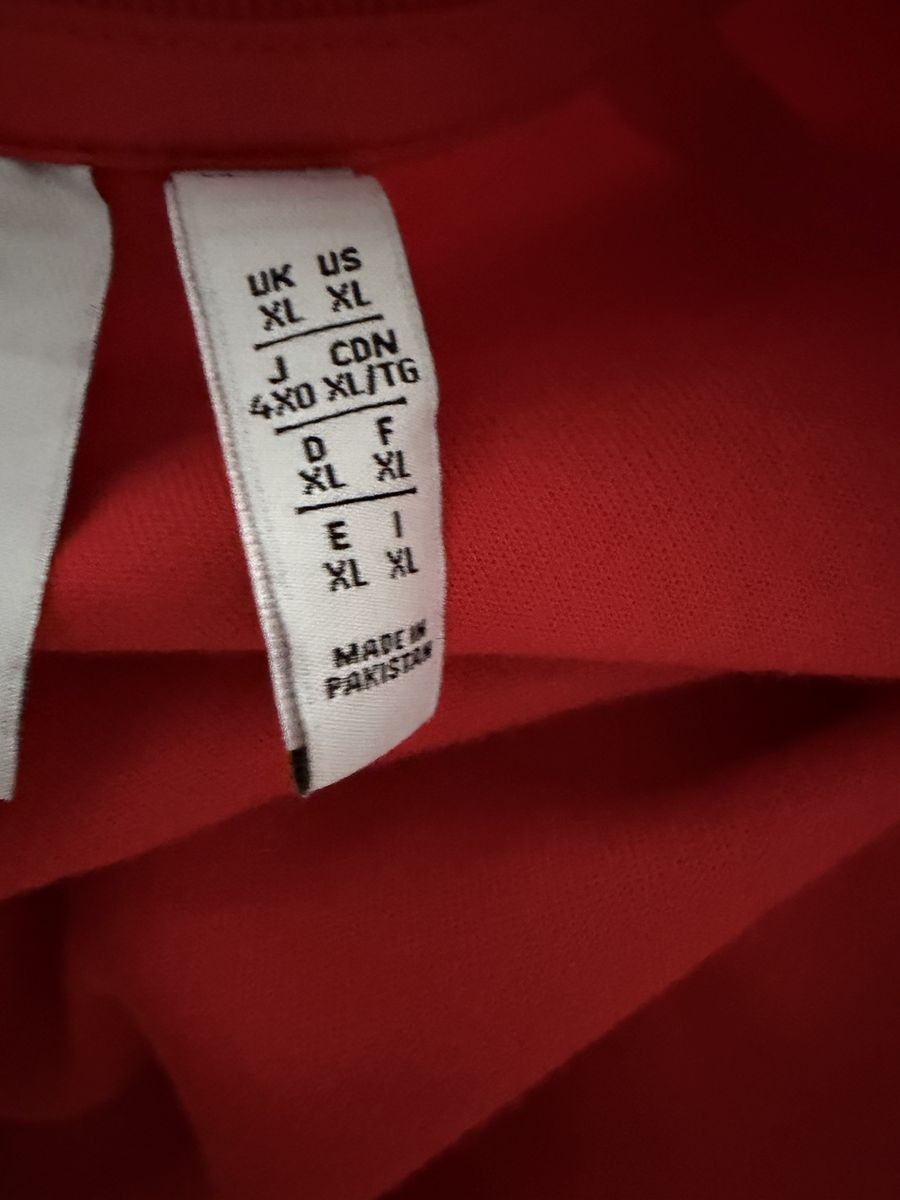 UK US
XL XL
J CDN
4XO XL/TG
D F
XL XL
E I
XL XL
MADE IN
PAKISTAN